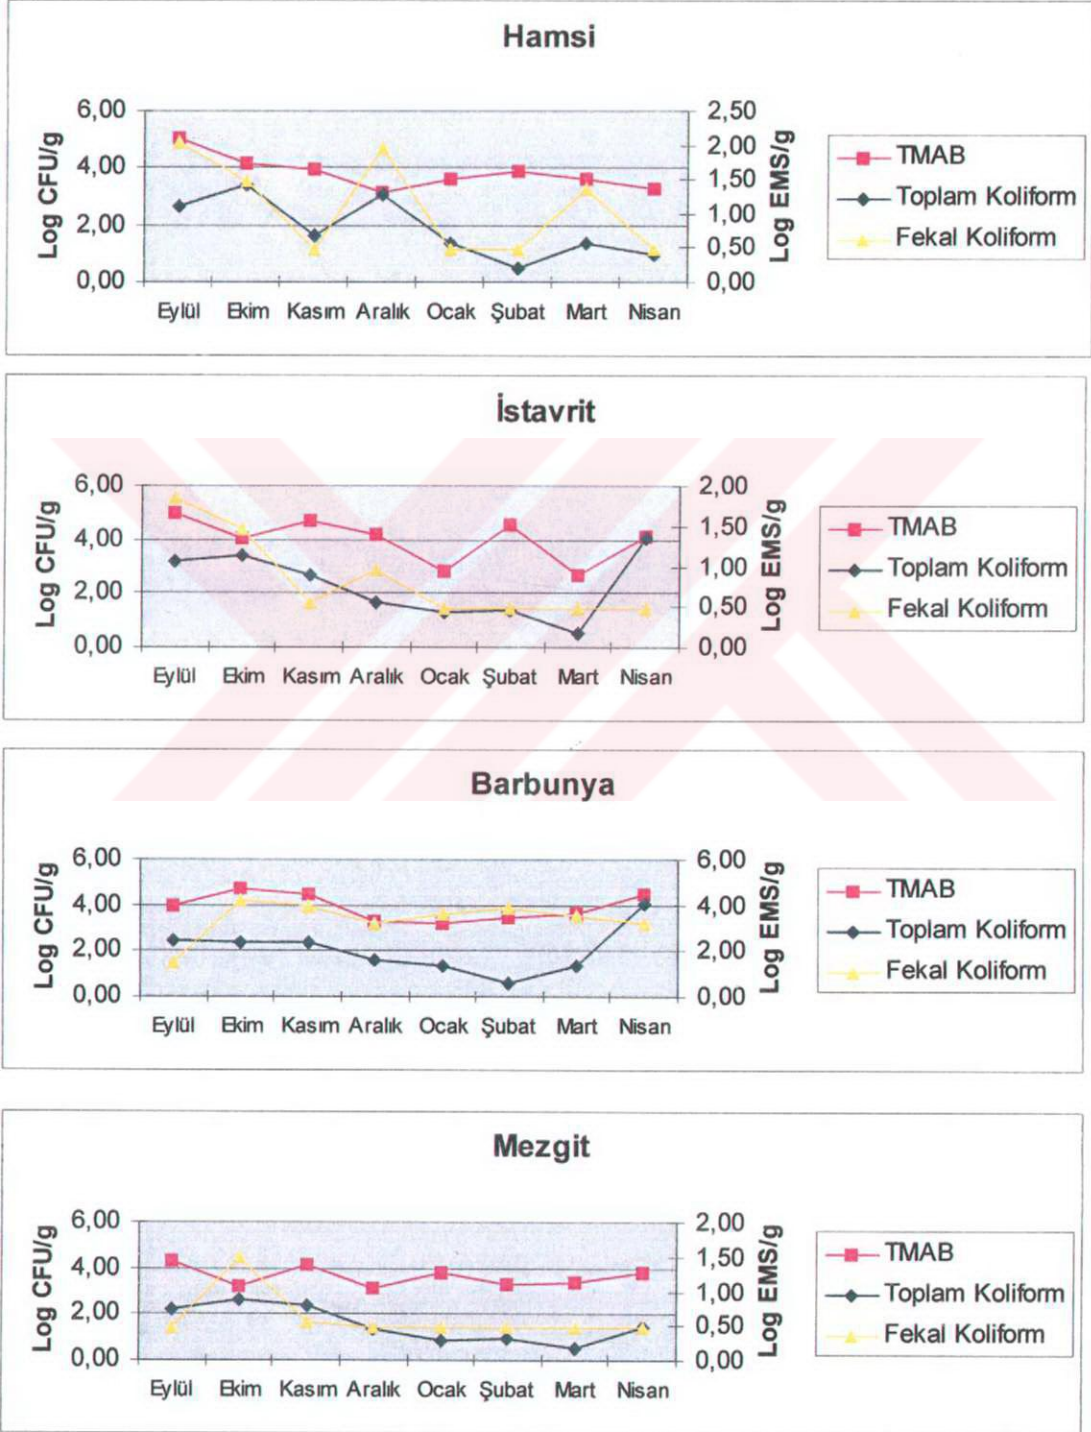 Hamsi
Log CFU/g
6,00
4,00
2,00
0,00
2,50
2,00
1,50
1,00
0,50
0,00
Log EMS/g
Eylül Ekim Kasım Aralık Ocak Şubat Mart Nisan
TMAB
Toplam Koliform
Fekal Koliform
İstavrit
Log CFU/g
6,00
4,00
2,00
0,00
2,00
1,50
1,00
0,50
0,00
Log EMS/g
Eylül Ekim Kasım Aralık Ocak Şubat Mart Nisan
TMAB
Toplam Koliform
Fekal Koliform
Barbunya
Log CFU/g
6,00
4,00
2,00
0,00
6,00
4,00
2,00
0,00
Log EMS/g
Eylül Ekim Kasım Aralık Ocak Şubat Mart Nisan
TMAB
Toplam Koliform
Fekal Koliform
Mezgit
Log CFU/g
6,00
4,00
2,00
0,00
2,00
1,50
1,00
0,50
0,00
Log EMS/g
Eylül Ekim Kasım Aralık Ocak Şubat Mart Nisan
TMAB
Toplam Koliform
Fekal Koliform